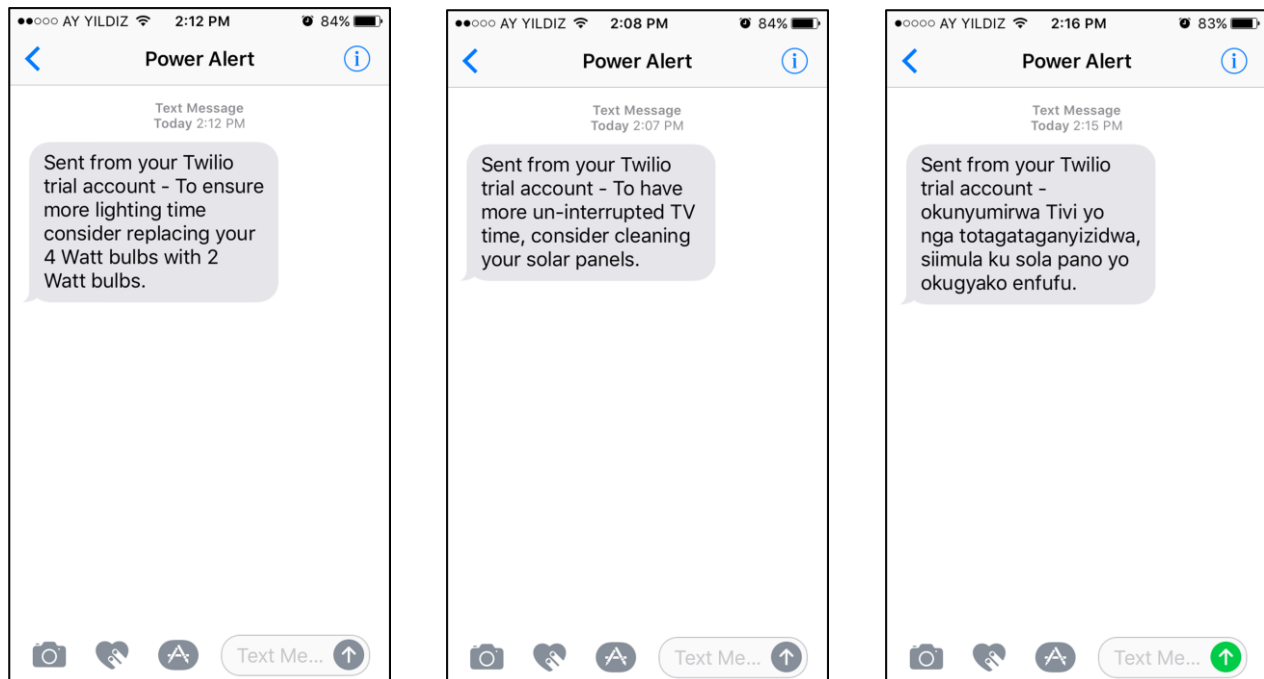 AY YILDIZ 2:12 PM 84%
Power Alert
Text Message
Today 2:12 PM
Sent from your Twilio
trial account - To ensure
more lighting time
consider replacing your
4 Watt bulbs with 2
Watt bulbs.
Text Me...
AY YILDIZ 2:08 PM 84%
Power Alert
Text Message
Today 2:07 PM
Sent from your Twilio
trial account - To have
more un-interrupted TV
time, consider cleaning
your solar panels.
Text Me...
AY YILDIZ 2:16 PM 83%
Power Alert
Text Message
Today 2:15 PM
Sent from your Twilio
trial account -
okunyumirwa Tivi yo
nga totagataganyizidwa,
siimula ku sola pano yo
okugyako enfufu.
Text Me...